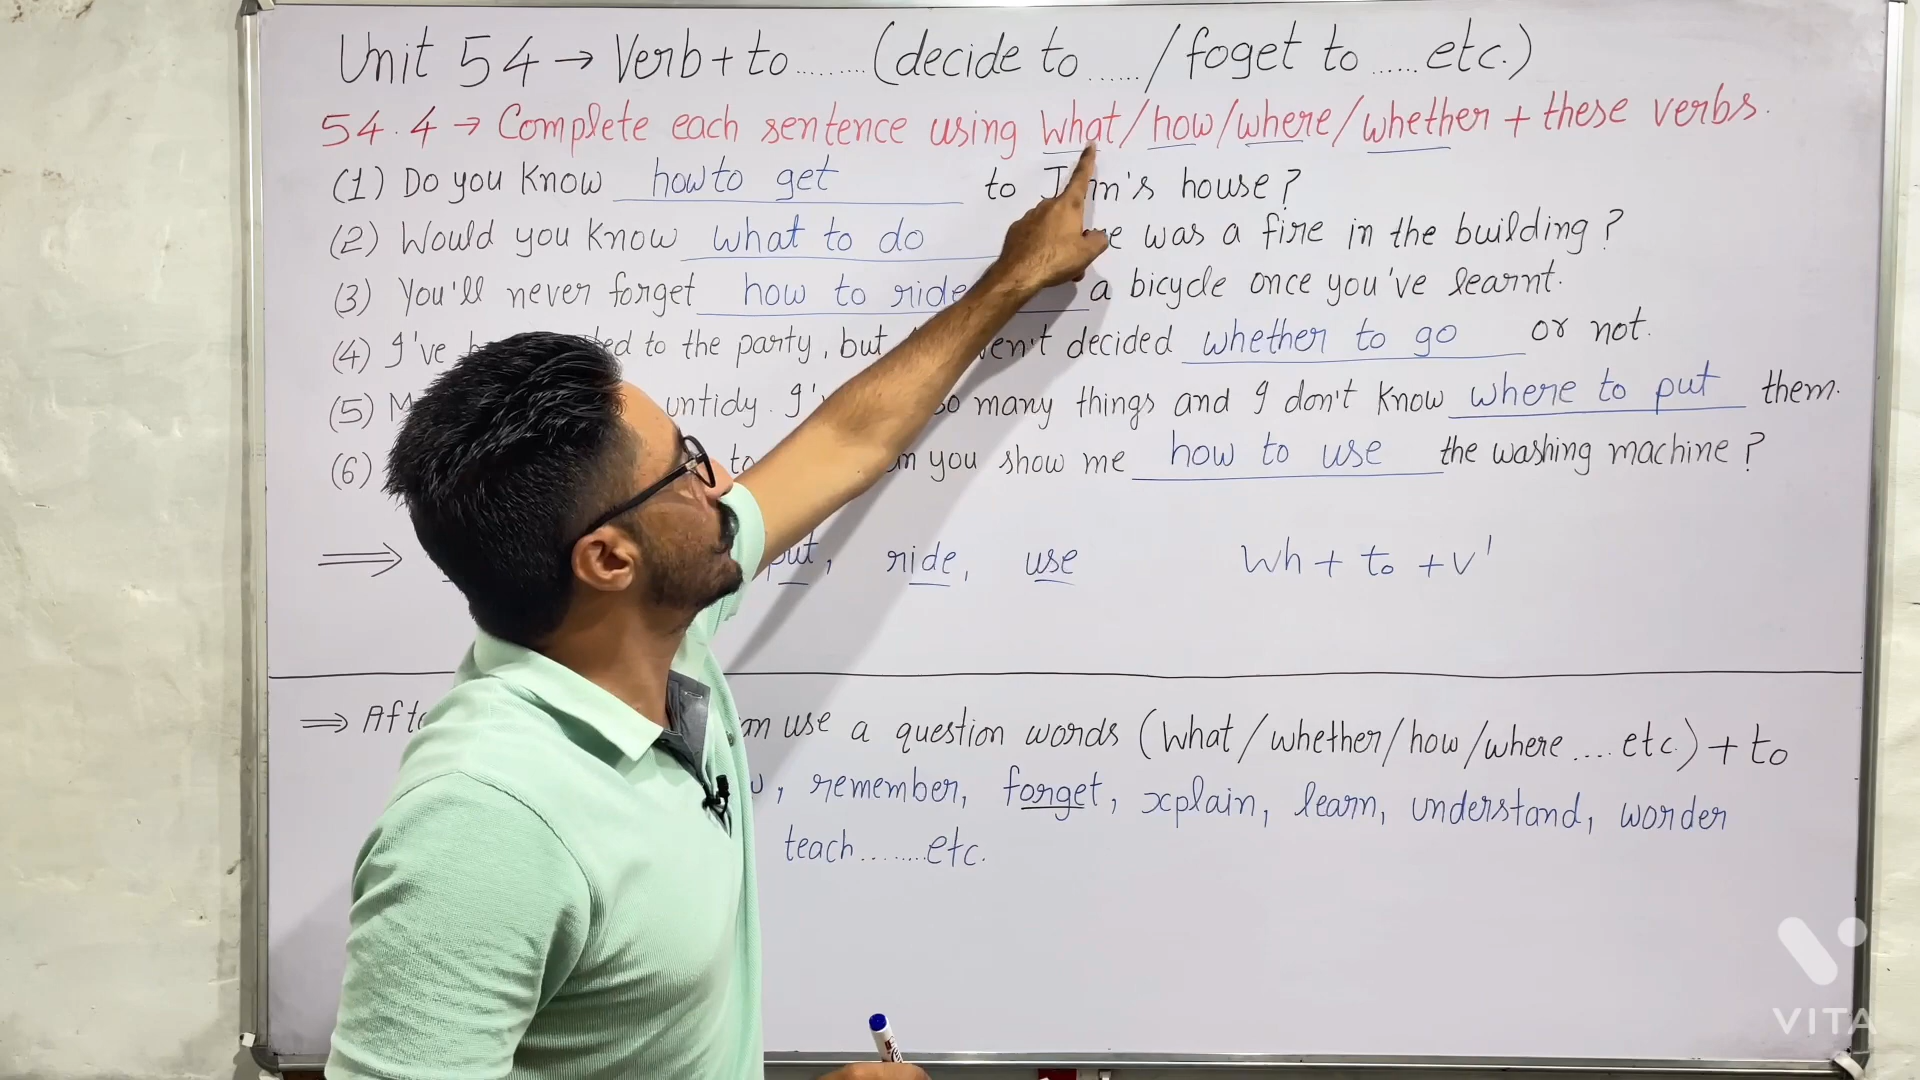 Unit 54 → Verb + to ........ (decide to ...... / foget to ...... etc.)
54.4 → Complete each sentence using What/how/where/whether + these verbs.
(1) Do you know how to get to John's house?
(2) Would you know what to do was a fire in the building?
(3) You'll never forget how to ride a bicycle once you've learnt.
(4) I've to the party, but decided whether to go or not.
(5) untidy. so many things and I don't know where to put them.
(6) you show me how to use the washing machine?
⟹ put, ride, use Wh + to + V'
⟹ use a question words (What/whether/how/where .... etc.) + to
, remember, forget, xplain, learn, understand, worder
teach ....... etc.
VITA